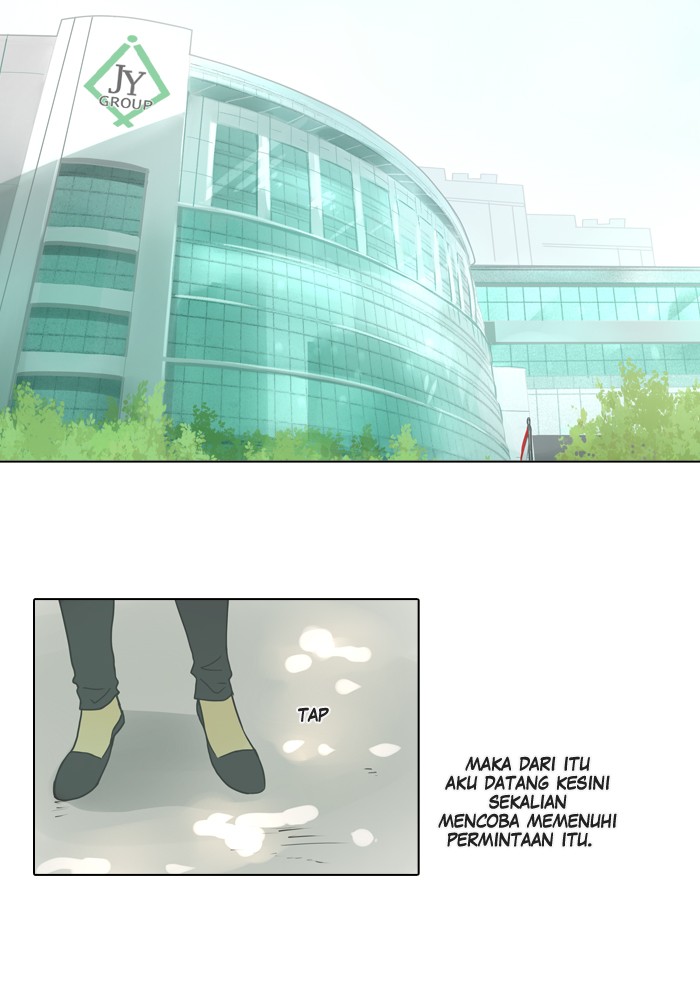 JY
GROUP
TAP
MAKA DARI ITU
AKU DATANG KESINI
SEKALIAN
MENCOBA MEMENUHI
PERMINTAAN ITU.